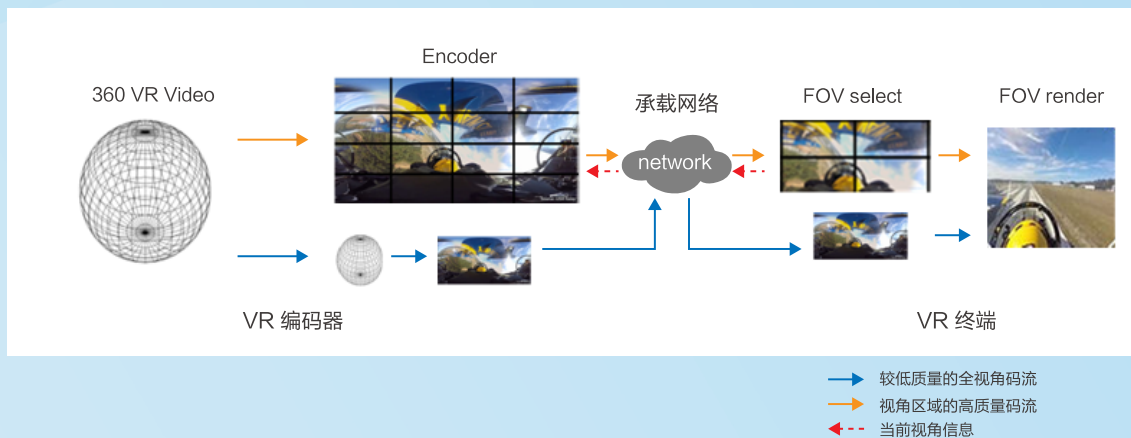 Encoder
360 VR Video
承载网络
FOV select
FOV render
network
VR 编码器
VR 终端
较低质量的全视角码流
视角区域的高质量码流
当前视角信息